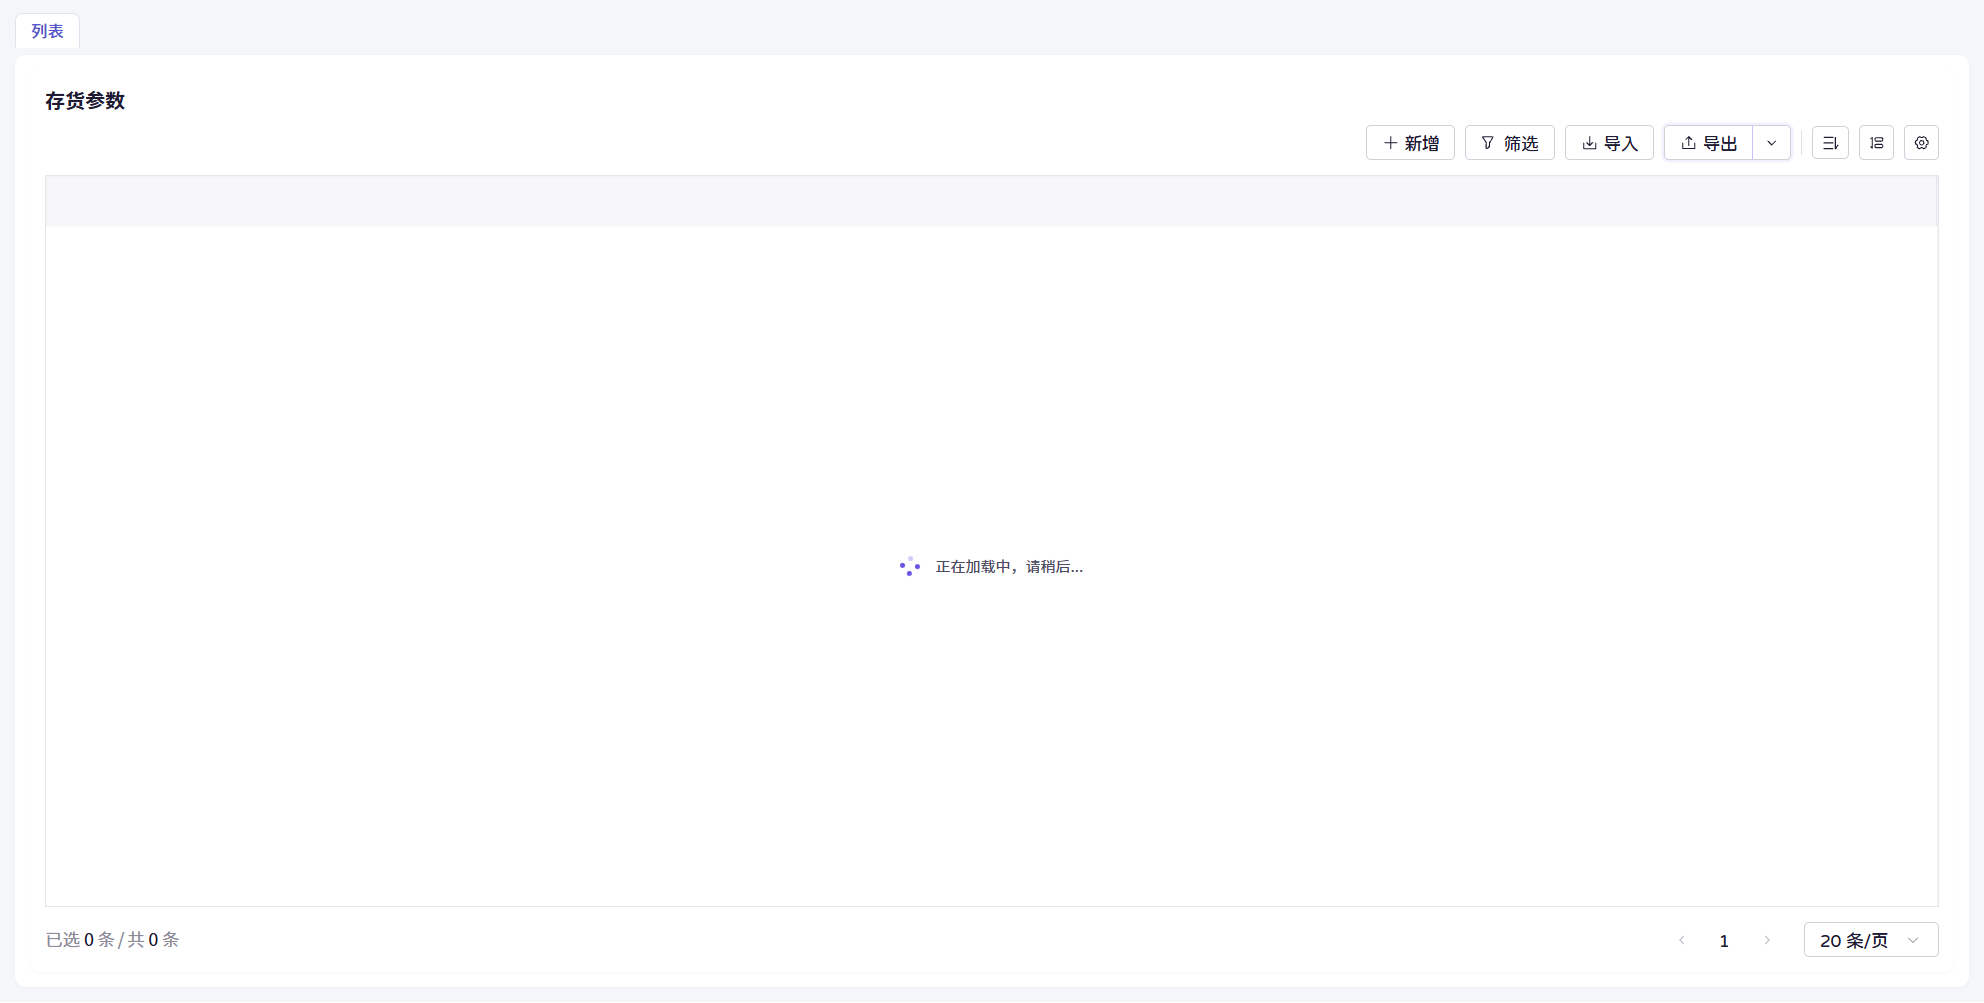 列表
存货参数
新增 筛选 导入 导出
正在加载中，请稍后...
已选 0 条 / 共 0 条 1 20 条/页